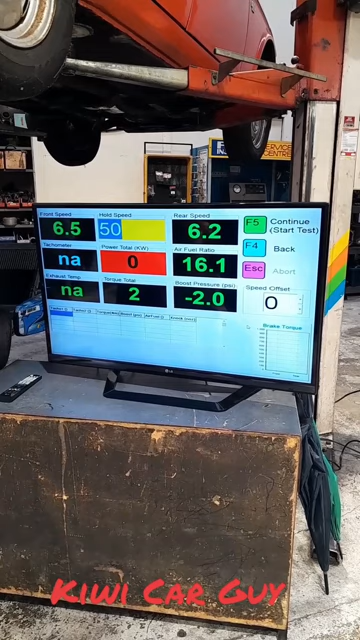 SERVICE
CENTRE
Front Speed
Hold Speed
Rear Speed
6.5
50
6.2
F5
Continue
(Start Test)
Tachometer
Power Total (KW)
Air Fuel Ratio
na
0
16.1
F4
Back
Esc
Abort
Exhaust Temp
Torque Total
Boost Pressure (psi)
Speed Offset
na
2
-2.0
0
Brake Torque
LG
Kiwi Car Guy